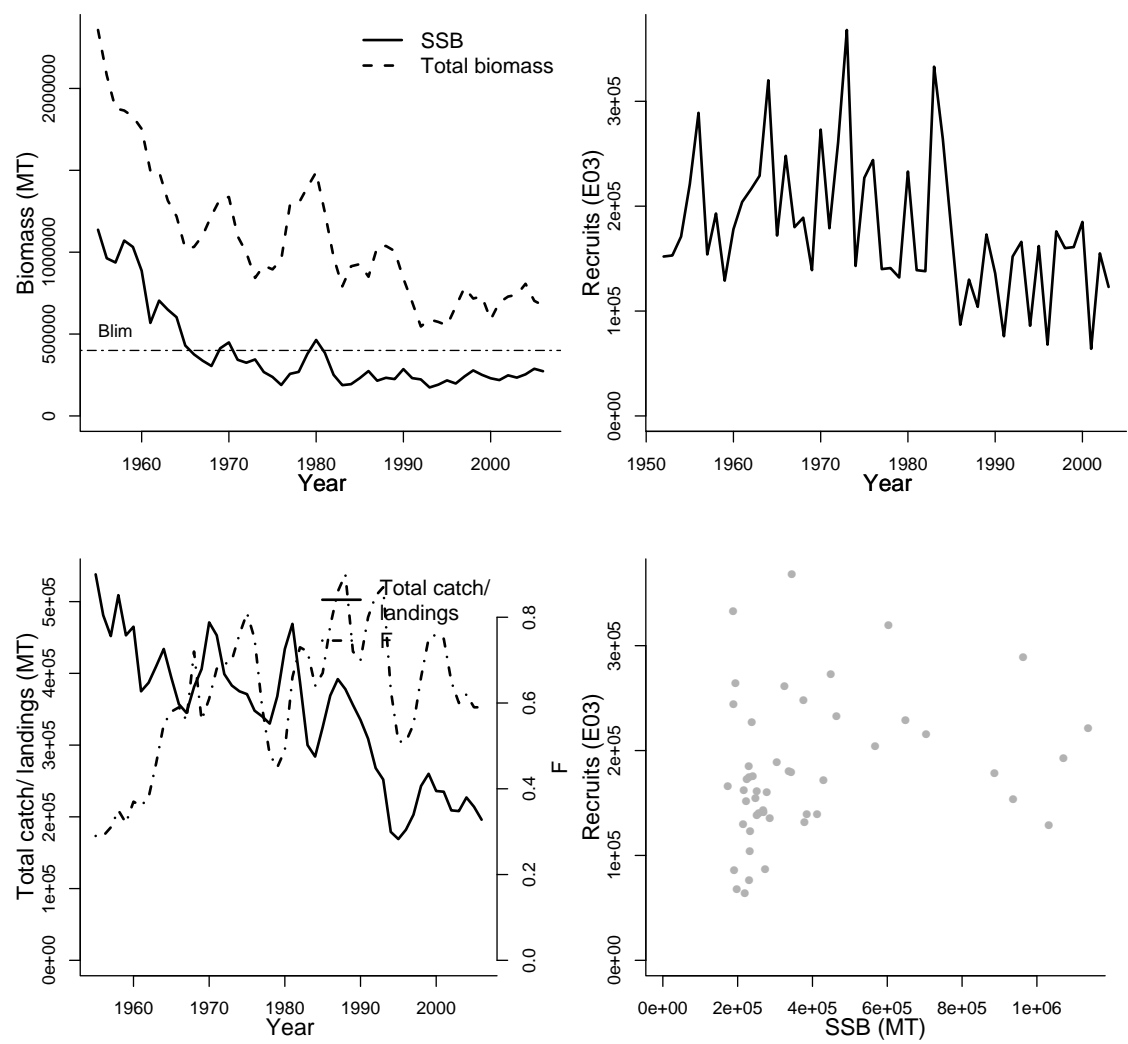 SSB
Total biomass
Biomass (MT)
0
500000
1000000
2000000
Blim
1960 1970 1980 1990 2000
Year
Recruits (E03)
0e+00
1e+05
2e+05
3e+05
1950 1960 1970 1980 1990 2000
Year
Total catch/
landings
F
Total catch/ landings (MT)
0e+00
1e+05
2e+05
3e+05
4e+05
5e+05
F
0.0
0.2
0.4
0.6
0.8
1960 1970 1980 1990 2000
Year
Recruits (E03)
0e+00
1e+05
2e+05
3e+05
0e+00 2e+05 4e+05 6e+05 8e+05 1e+06
SSB (MT)